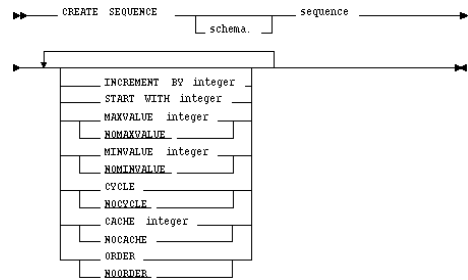 CREATE SEQUENCE schema. sequence
INCREMENT BY integer
START WITH integer
MAXVALUE integer
NOMAXVALUE
MINVALUE integer
NOMINVALUE
CYCLE
NOCYCLE
CACHE integer
NOCACHE
ORDER
NOORDER